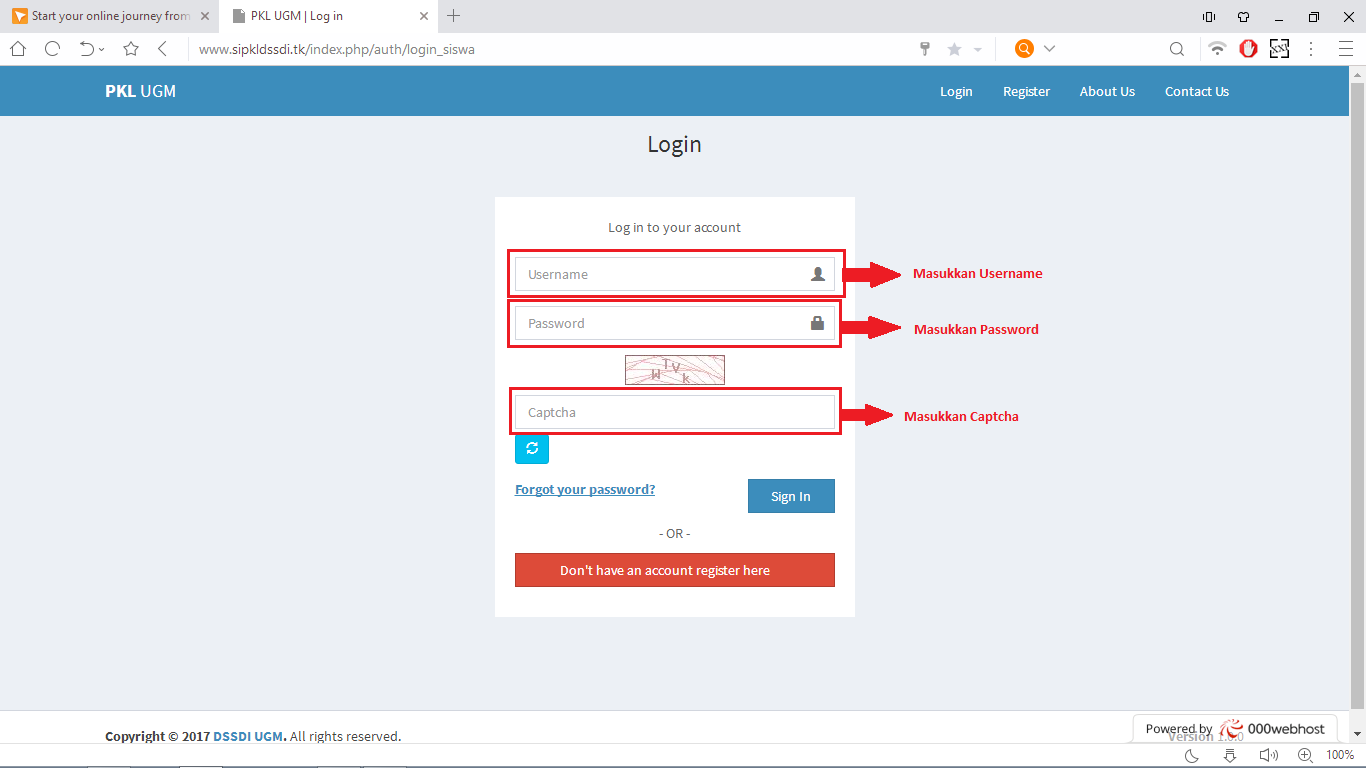 Start your online journey from
PKL UGM | Log in
www.sipkldssdi.tk/index.php/auth/login_siswa
PKL UGM
Login
Register
About Us
Contact Us
Login
Log in to your account
Username
Masukkan Username
Password
Masukkan Password
W T V k
Captcha
Masukkan Captcha
Forgot your password?
Sign In
- OR -
Don't have an account register here
Copyright © 2017 DSSDI UGM. All rights reserved.
Powered by 000webhost
Version 1.0.0
100%